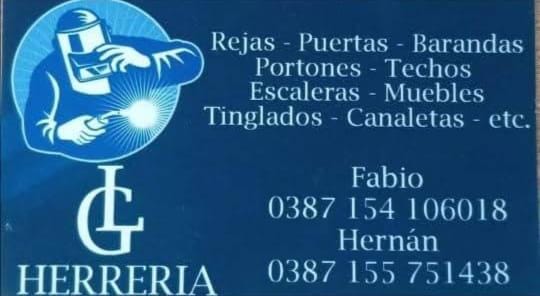 Rejas - Puertas - Barandas
Portones - Techos
Escaleras - Muebles
Tinglados - Canaletas - etc.
LG
HERRERIA
Fabio
0387 154 106018
Hernán
0387 155 751438